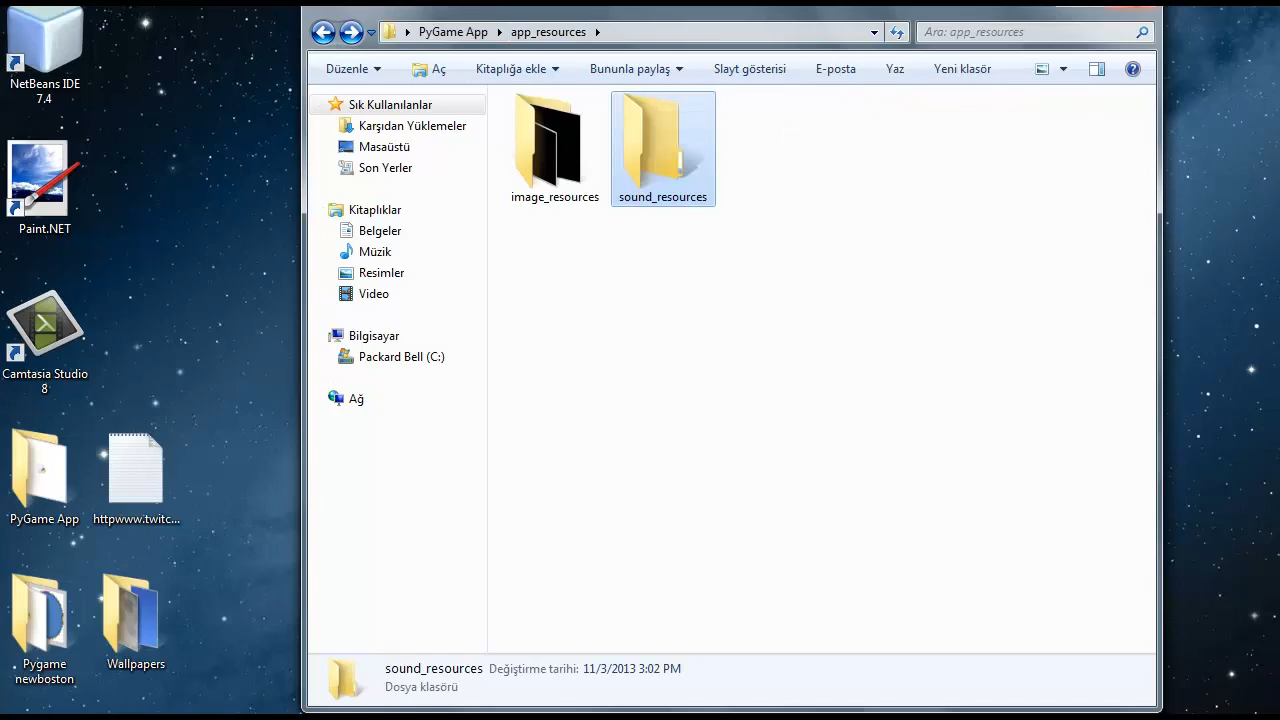 NetBeans IDE
7.4
Paint.NET
Camtasia Studio
8
PyGame App
httpwww.twitc...
Pygame
newboston
Wallpapers
PyGame App
app_resources
Ara: app_resources
Düzenle
Aç
Kitaplığa ekle
Bununla paylaş
Slayt gösterisi
E-posta
Yaz
Yeni klasör
Sık Kullanılanlar
Karşıdan Yüklemeler
Masaüstü
Son Yerler
Kitaplıklar
Belgeler
Müzik
Resimler
Video
Bilgisayar
Packard Bell (C:)
Ağ
image_resources
sound_resources
sound_resources Değiştirme tarihi: 11/3/2013 3:02 PM
Dosya klasörü